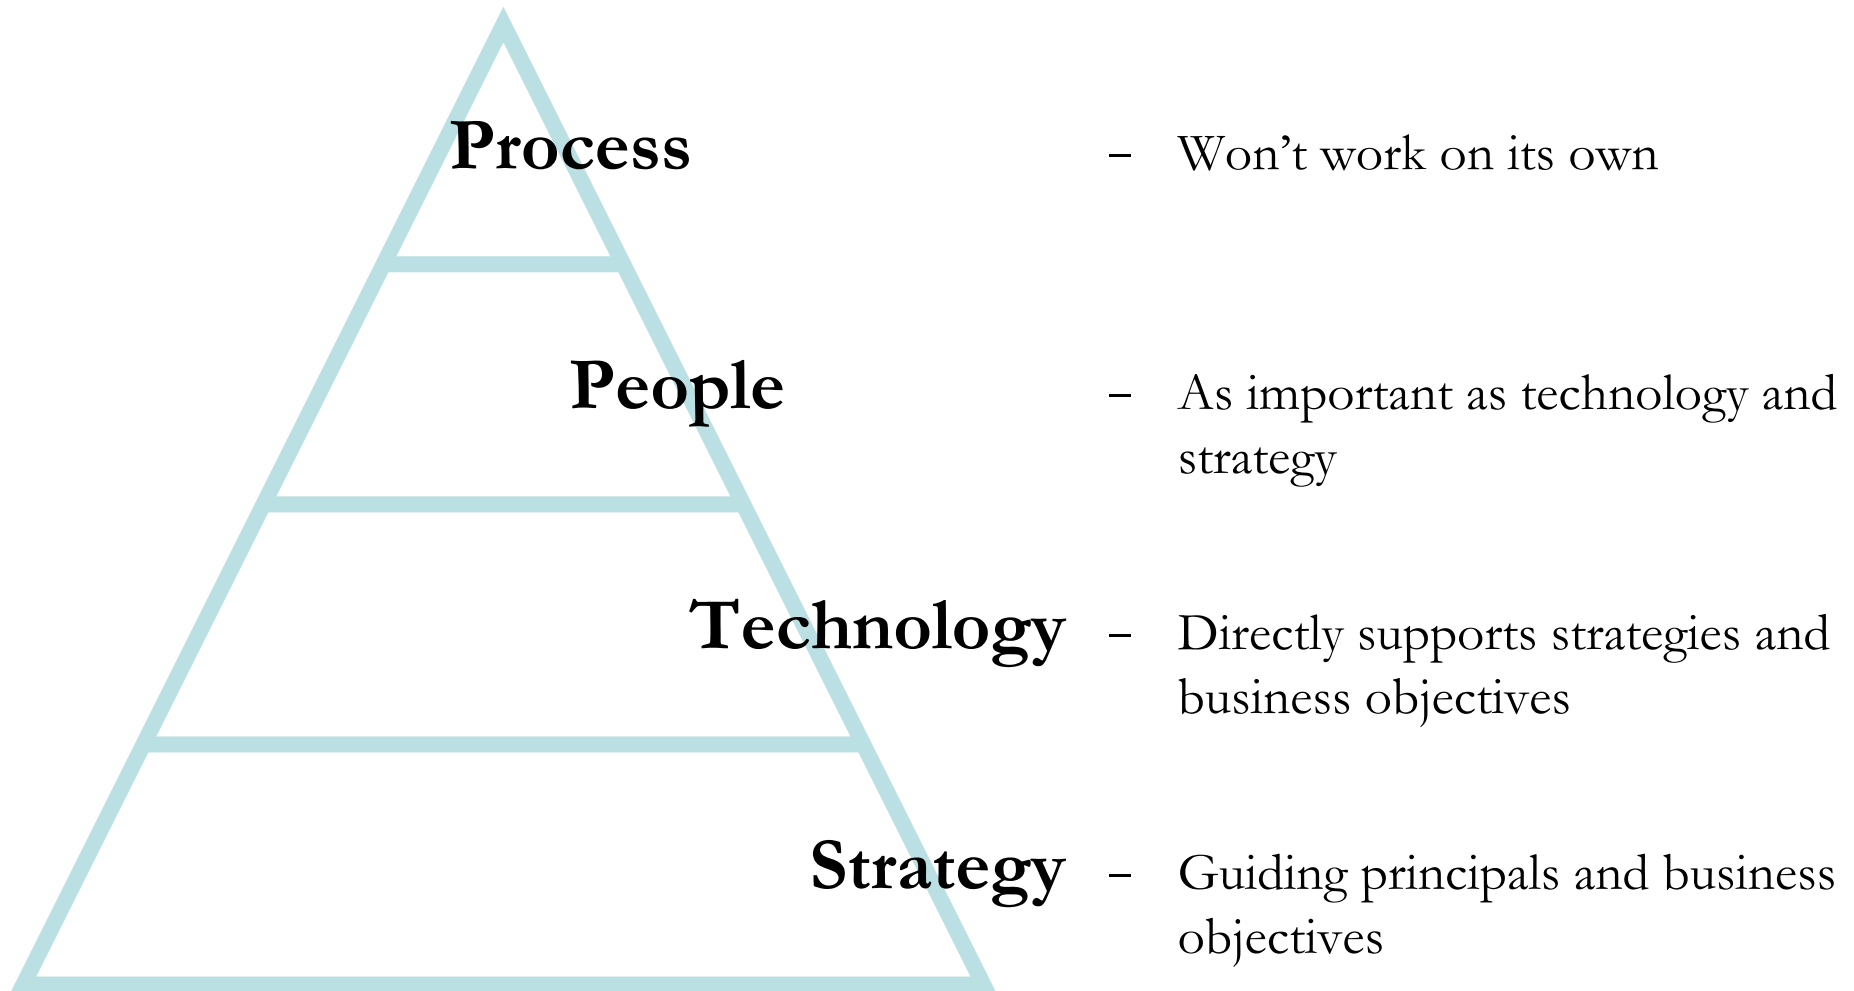 Process – Won’t work on its own
People – As important as technology and
strategy
Technology – Directly supports strategies and
business objectives
Strategy – Guiding principals and business
objectives